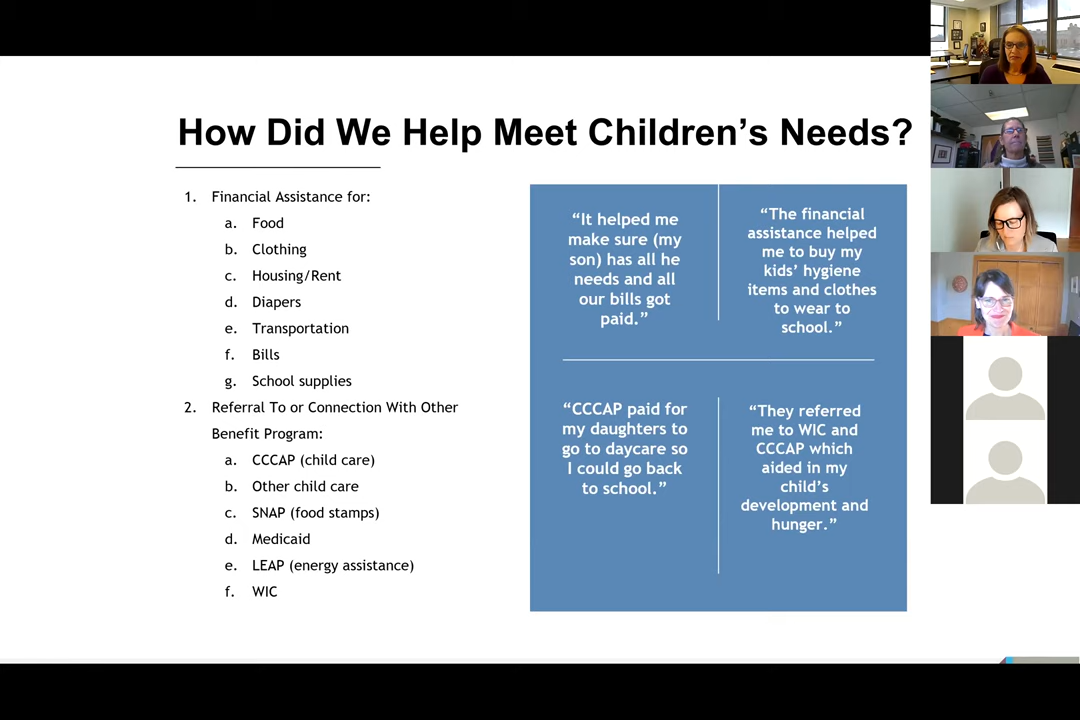 How Did We Help Meet Children’s Needs?
1. Financial Assistance for:
a. Food
b. Clothing
c. Housing/Rent
d. Diapers
e. Transportation
f. Bills
g. School supplies
2. Referral To or Connection With Other
Benefit Program:
a. CCCAP (child care)
b. Other child care
c. SNAP (food stamps)
d. Medicaid
e. LEAP (energy assistance)
f. WIC
“It helped me
make sure (my
son) has all he
needs and all
our bills got
paid.”
“The financial
assistance helped
me to buy my
kids’ hygiene
items and clothes
to wear to
school.”
“CCCAP paid for
my daughters to
go to daycare so
I could go back
to school.”
“They referred
me to WIC and
CCCAP which
aided in my
child’s
development and
hunger.”